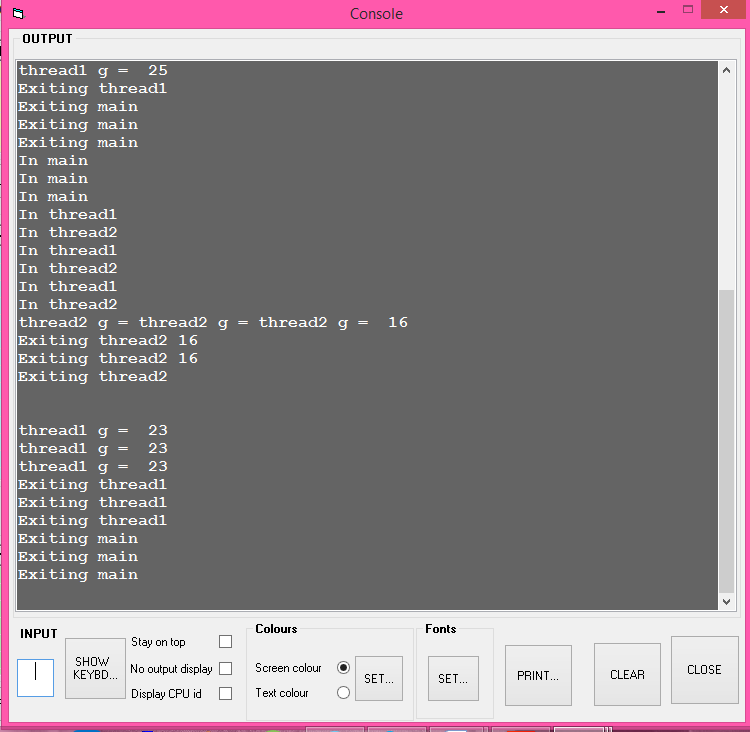 Console
OUTPUT
thread1 g =  25
Exiting thread1
Exiting main
Exiting main
Exiting main
In main
In main
In main
In thread1
In thread2
In thread1
In thread2
In thread1
In thread2
thread2 g = thread2 g = thread2 g =  16
Exiting thread2 16
Exiting thread2 16
Exiting thread2
thread1 g =  23
thread1 g =  23
thread1 g =  23
Exiting thread1
Exiting thread1
Exiting thread1
Exiting main
Exiting main
Exiting main
INPUT
SHOW
KEYBD...
Stay on top
No output display
Display CPU id
Colours
Screen colour
Text colour
SET...
Fonts
SET...
PRINT...
CLEAR
CLOSE